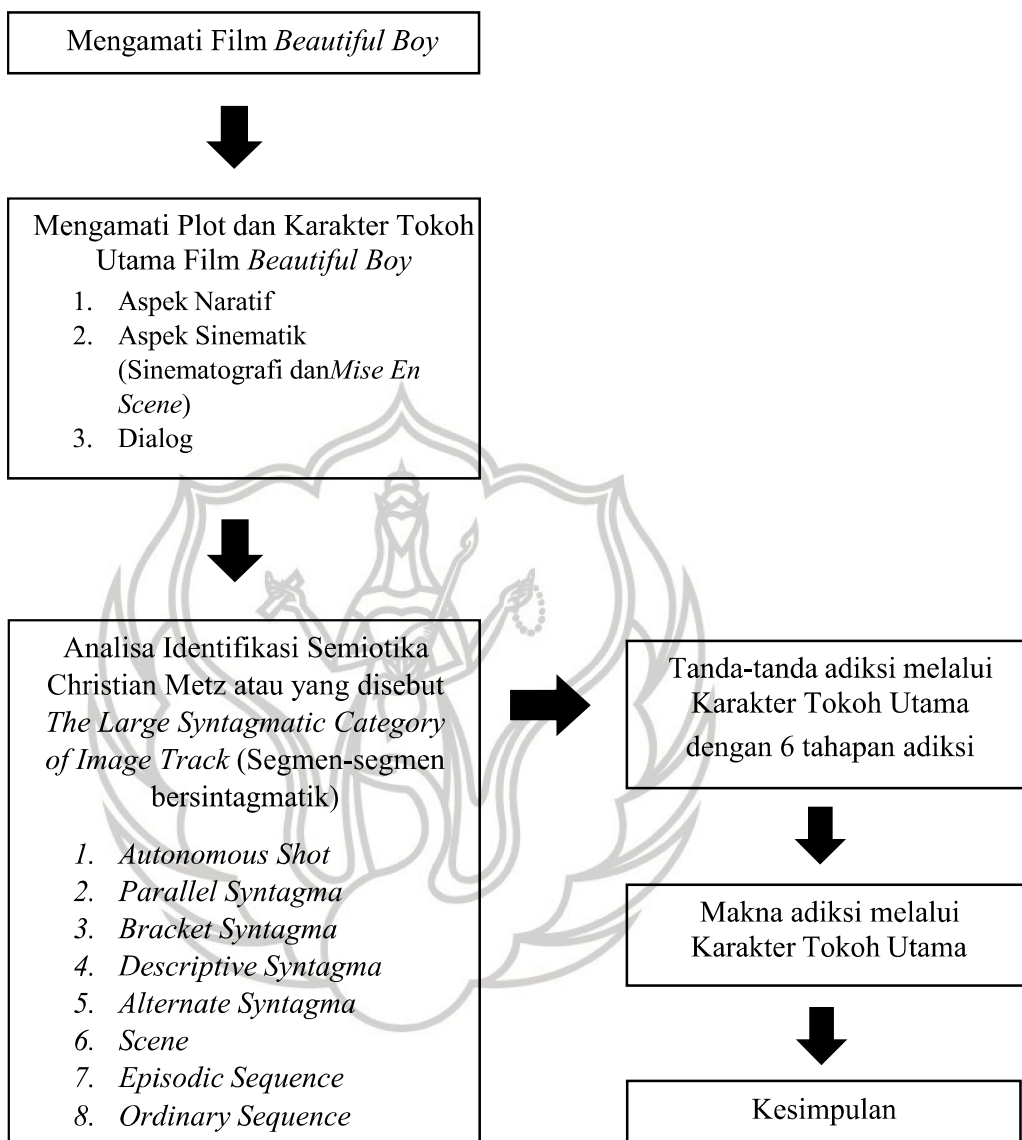 Mengamati Film Beautiful Boy
Mengamati Plot dan Karakter Tokoh
Utama Film Beautiful Boy
1. Aspek Naratif
2. Aspek Sinematik
(Sinematografi danMise En
Scene)
3. Dialog
Analisa Identifikasi Semiotika
Christian Metz atau yang disebut
The Large Syntagmatic Category
of Image Track (Segmen-segmen
bersintagmatik)
1. Autonomous Shot
2. Parallel Syntagma
3. Bracket Syntagma
4. Descriptive Syntagma
5. Alternate Syntagma
6. Scene
7. Episodic Sequence
8. Ordinary Sequence
Tanda-tanda adiksi melalui
Karakter Tokoh Utama
dengan 6 tahapan adiksi
Makna adiksi melalui
Karakter Tokoh Utama
Kesimpulan